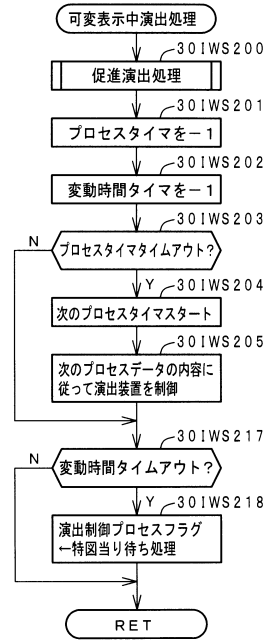 可変表示中演出処理
30IWS200
促進演出処理
30IWS201
プロセスタイマを－1
30IWS202
変動時間タイマを－1
30IWS203
N
プロセスタイマタイムアウト？
Y
30IWS204
次のプロセスタイマスタート
30IWS205
次のプロセスデータの内容に
従って演出装置を制御
30IWS217
N
変動時間タイムアウト？
Y
30IWS218
演出制御プロセスフラグ
←特図当り待ち処理
RET